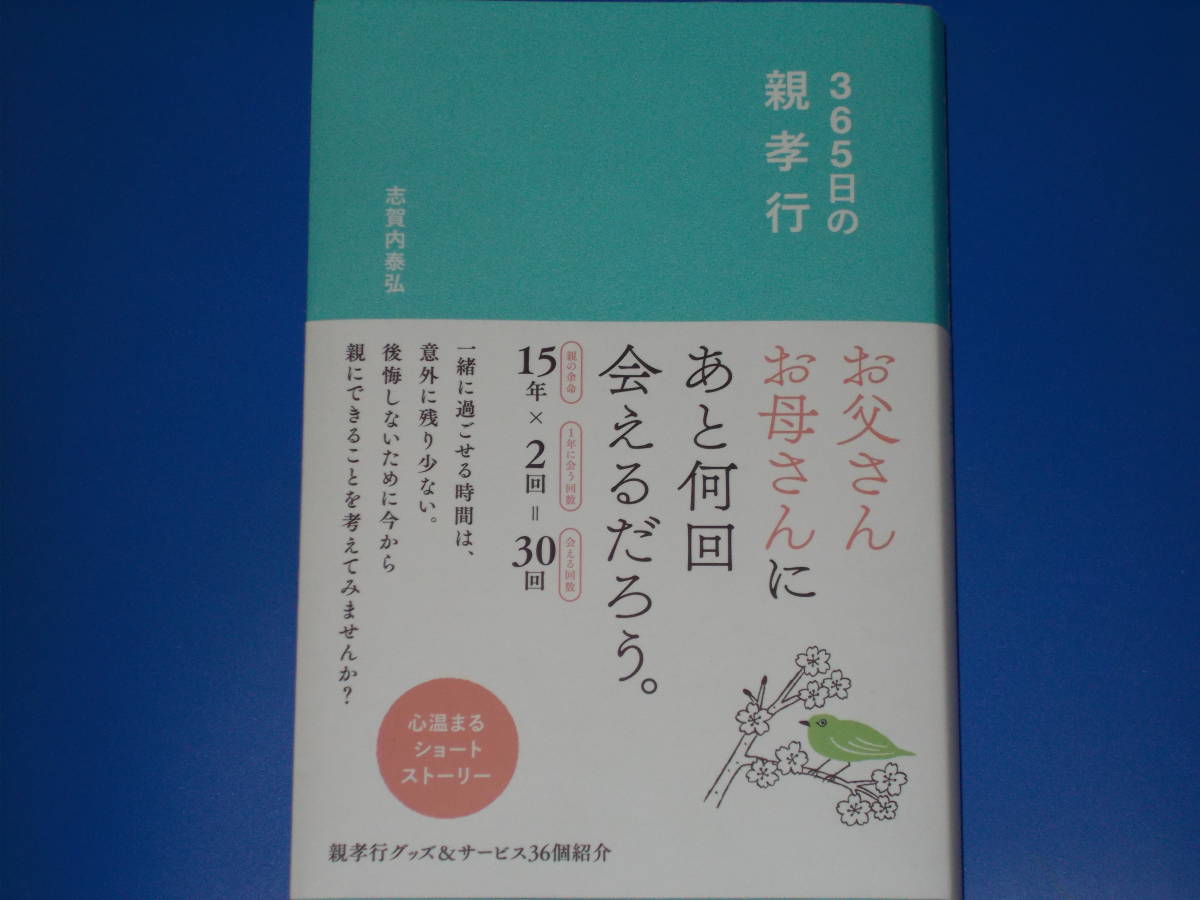 365日の
親孝行
志賀内泰弘
お父さん
お母さんに
あと何回
会えるだろう。
親の余命
1年に会う回数
会える回数
15年×2回=30回
一緒に過ごせる時間は、
意外に残り少ない。
後悔しないために今から
親にできることを考えてみませんか?
心温まる
ショート
ストーリー
親孝行グッズ&サービス36個紹介